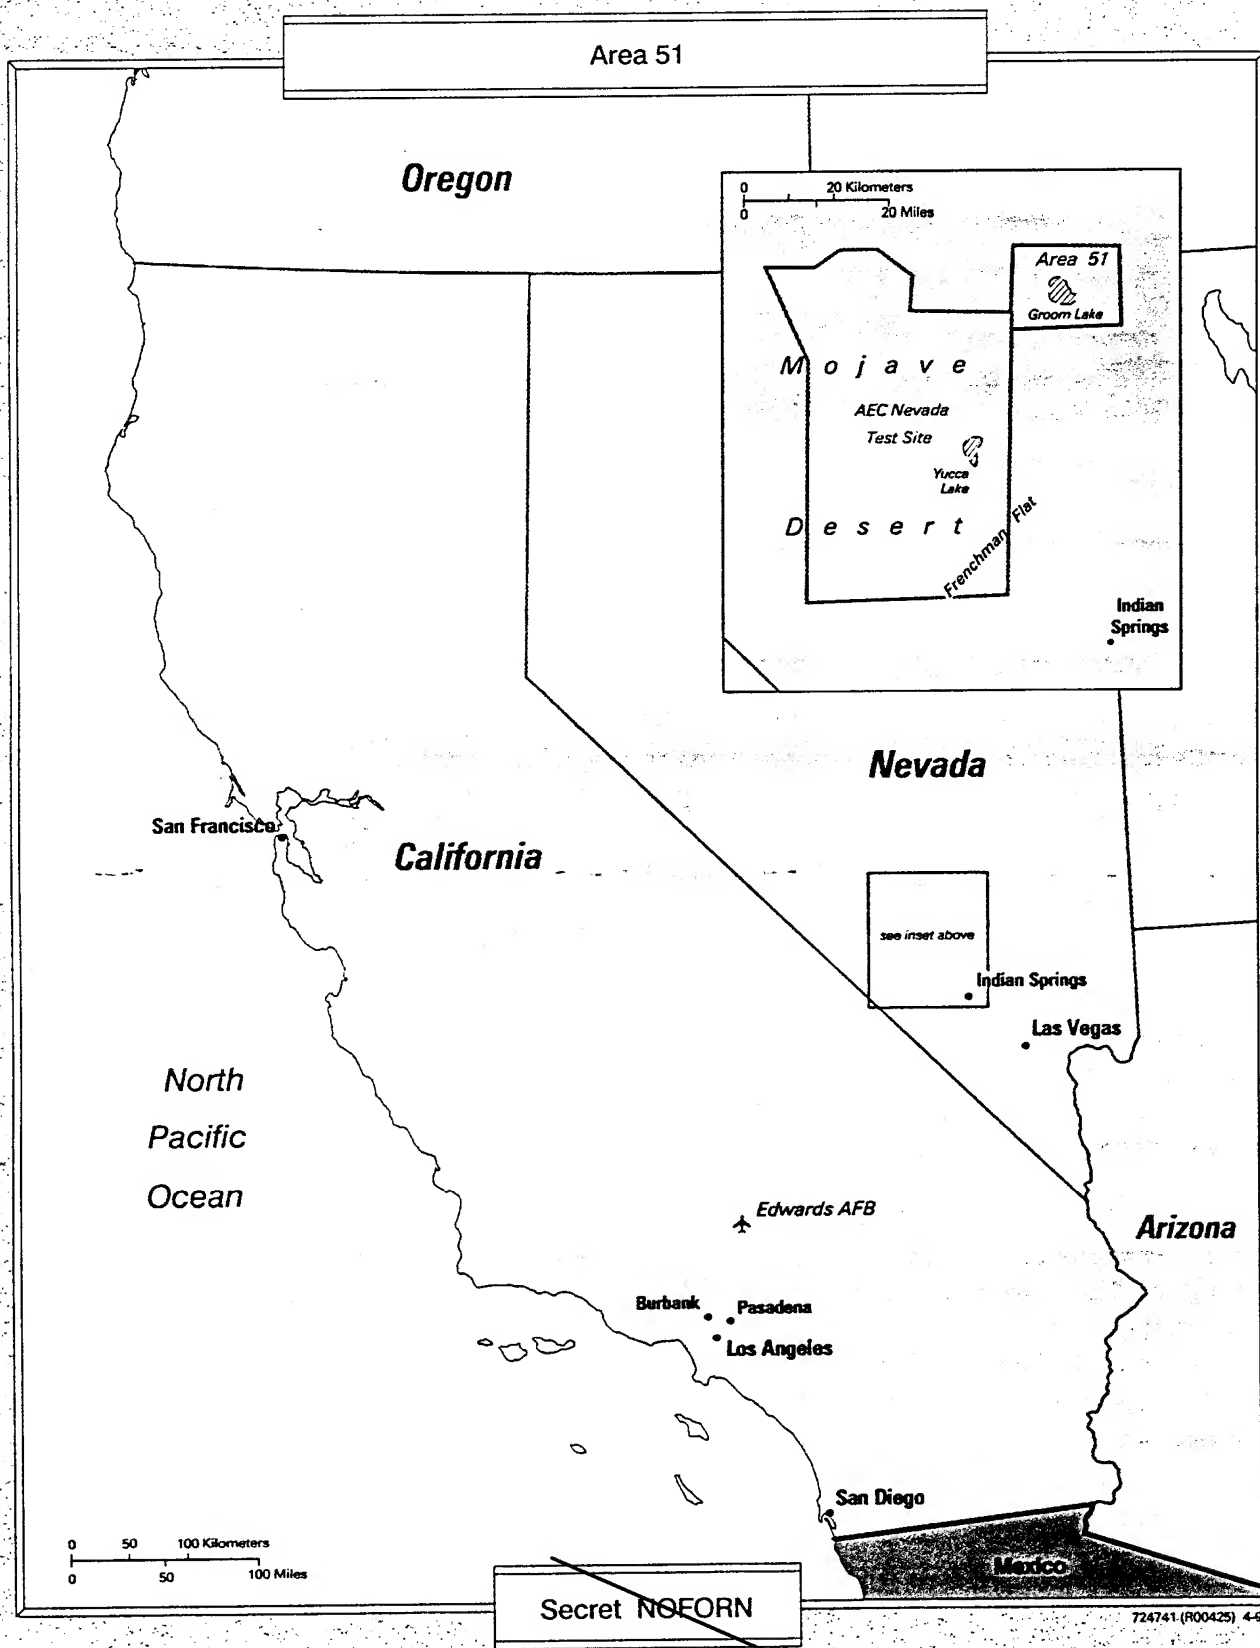 Area 51
Oregon
0 20 Kilometers
0 20 Miles
Area 51
Groom Lake
Mojave
AEC Nevada
Test Site
Yucca
Lake
Desert
Frenchman Flat
Indian
Springs
Nevada
San Francisco
California
see inset above
Indian Springs
Las Vegas
North
Pacific
Ocean
Edwards AFB
Arizona
Burbank
Pasadena
Los Angeles
San Diego
0 50 100 Kilometers
0 50 100 Miles
Mexico
Secret NOFORN
724741 (R00425)